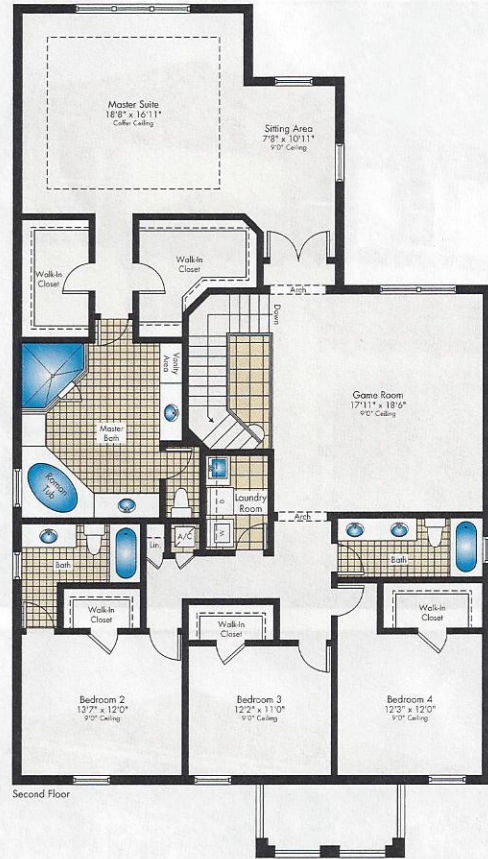 Master Suite
18'8" x 16'11"
Coffer Ceiling
Sitting Area
7'8" x 10'11"
9'0" Ceiling
Walk-In
Closet
Walk-In
Closet
Arch
Down
Vanity
Area
Game Room
17'11" x 18'6"
9'0" Ceiling
Master
Bath
Roman
Tub
Laundry
Room
D
W
Arch
A/C
Lin.
Bath
Bath
Walk-In
Closet
Walk-In
Closet
Walk-In
Closet
Bedroom 2
13'7" x 12'0"
9'0" Ceiling
Bedroom 3
12'2" x 11'0"
9'0" Ceiling
Bedroom 4
12'3" x 12'0"
9'0" Ceiling
Second Floor